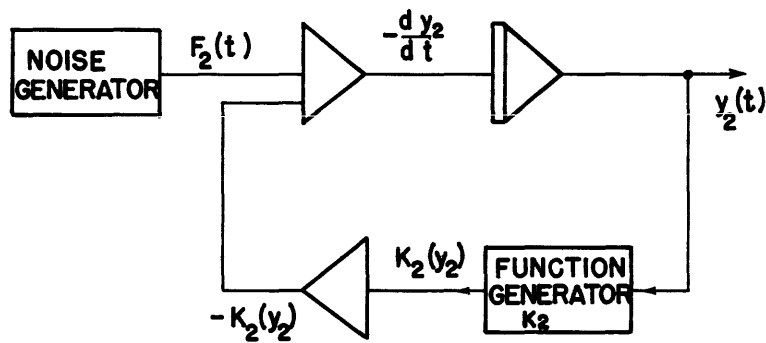 NOISE
GENERATOR
F₂(t)
-dy₂/dt
y₂(t)
FUNCTION
GENERATOR
K₂
K₂(y₂)
-K₂(y₂)